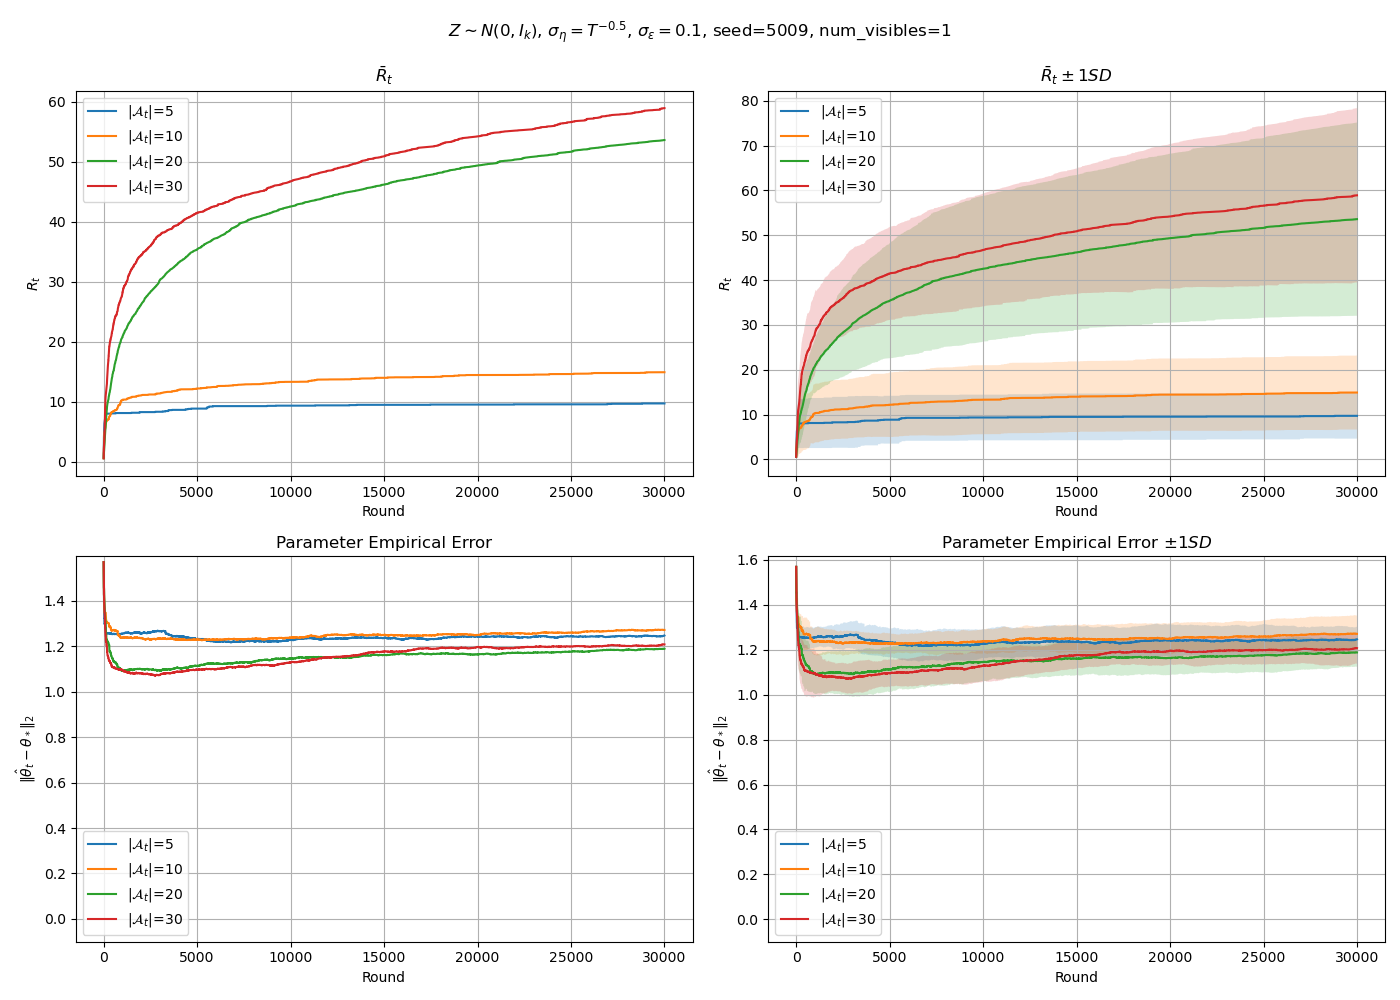 Z ~ N(0, I_k), σ_η = T^{−0.5}, σ_ε = 0.1, seed=5009, num_visibles=1
R̄_t
60
50
40
30
20
10
0
R_t
|𝒜_t|=5
|𝒜_t|=10
|𝒜_t|=20
|𝒜_t|=30
0 5000 10000 15000 20000 25000 30000
Round
R̄_t ± 1SD
80
70
60
50
40
30
20
10
0
R_t
|𝒜_t|=5
|𝒜_t|=10
|𝒜_t|=20
|𝒜_t|=30
0 5000 10000 15000 20000 25000 30000
Round
Parameter Empirical Error
1.4
1.2
1.0
0.8
0.6
0.4
0.2
0.0
‖θ̂_t − θ_*‖_2
|𝒜_t|=5
|𝒜_t|=10
|𝒜_t|=20
|𝒜_t|=30
0 5000 10000 15000 20000 25000 30000
Round
Parameter Empirical Error ±1SD
1.6
1.4
1.2
1.0
0.8
0.6
0.4
0.2
0.0
‖θ̂_t − θ_*‖_2
|𝒜_t|=5
|𝒜_t|=10
|𝒜_t|=20
|𝒜_t|=30
0 5000 10000 15000 20000 25000 30000
Round